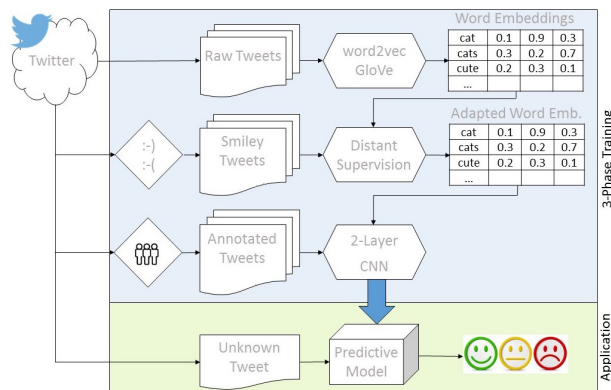 Word Embeddings
Twitter
Raw Tweets
word2vec
GloVe
cat 0.1 0.9 0.3
cats 0.3 0.2 0.7
cute 0.2 0.3 0.1
...
Adapted Word Emb.
:-)
:-(
Smiley
Tweets
Distant
Supervision
cat 0.1 0.9 0.3
cats 0.3 0.2 0.7
cute 0.2 0.3 0.1
...
3-Phase Training
Annotated
Tweets
2-Layer
CNN
Unknown
Tweet
Predictive
Model
Application